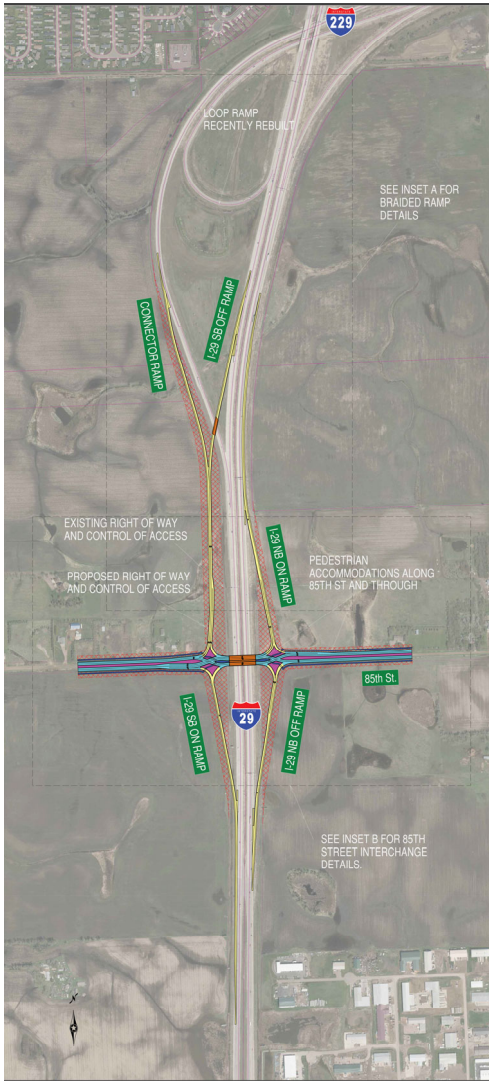 229
LOOP RAMP
RECENTLY REBUILT
SEE INSET A FOR
BRAIDED RAMP
DETAILS
CONNECTOR RAMP
I-29 SB OFF RAMP
EXISTING RIGHT OF WAY
AND CONTROL OF ACCESS
I-29 NB ON RAMP
PROPOSED RIGHT OF WAY
AND CONTROL OF ACCESS
PEDESTRIAN
ACCOMMODATIONS ALONG
85TH ST AND THROUGH
85th St.
I-29 SB ON RAMP
29
I-29 NB OFF RAMP
SEE INSET B FOR 85TH
STREET INTERCHANGE
DETAILS.